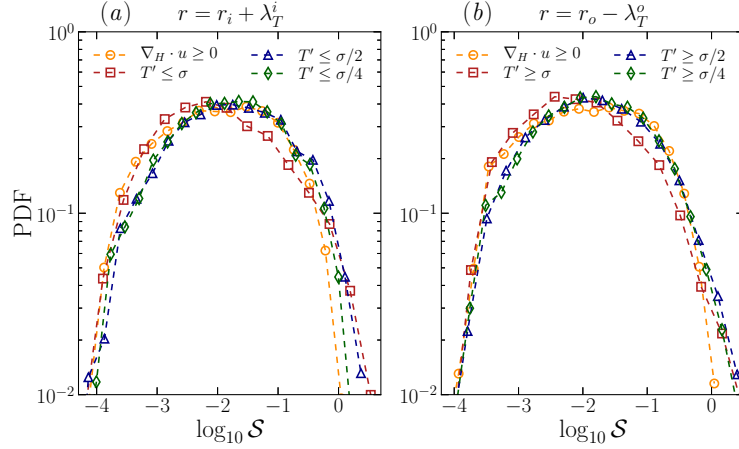 (a) r = r_i + λ_T^i
∇_H · u ≥ 0
T′ ≤ σ
T′ ≤ σ/2
T′ ≤ σ/4
10^0
10^−1
10^−2
PDF
−4 −3 −2 −1 0
log_10 𝒮
(b) r = r_o − λ_T^o
∇_H · u ≥ 0
T′ ≥ σ
T′ ≥ σ/2
T′ ≥ σ/4
10^0
10^−1
10^−2
−4 −3 −2 −1 0
log_10 𝒮